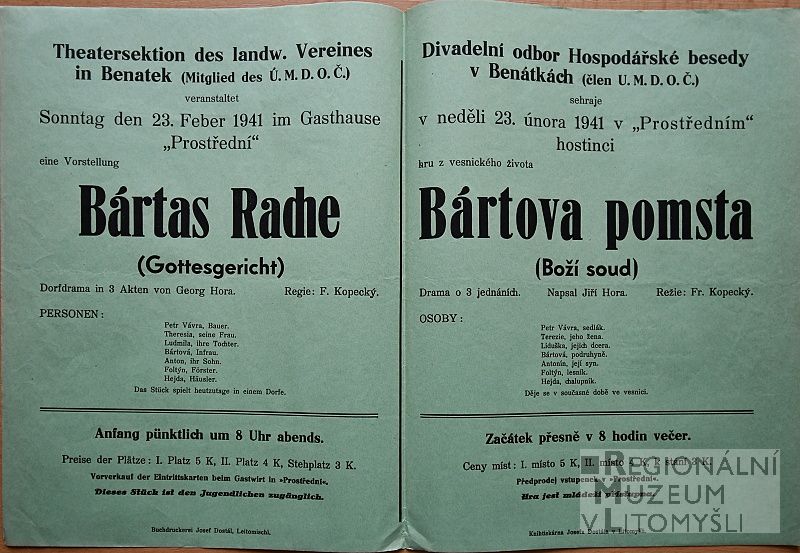 Theatersektion des landw. Vereines
in Benatek (Mitglied des Ú. M. D. O. Č.)
veranstaltet
Sonntag den 23. Feber 1941 im Gasthause
„Prostřední“
eine Vorstellung
Bártas Rache
(Gottesgericht)
Dorfdrama in 3 Akten von Georg Hora. Regie: F. Kopecký.
PERSONEN:
Petr Vávra, Bauer.
Theresia, seine Frau.
Ludmila, ihre Tochter.
Bártová, Infrau.
Anton, ihr Sohn.
Foltýn, Förster.
Hejda, Häusler.
Das Stück spielt heutzutage in einem Dorfe.
Anfang pünktlich um 8 Uhr abends.
Preise der Plätze: I. Platz 5 K, II. Platz 4 K, Stehplatz 3 K.
Vorverkauf der Eintrittskarten beim Gastwirt in »Prostřední«.
Dieses Stück ist den Jugendlichen zugänglich.
Buchdruckerei Josef Dostál, Leitomischl.
Divadelní odbor Hospodářské besedy
v Benátkách (člen U. M. D. O. Č.)
sehraje
v neděli 23. února 1941 v „Prostředním“
hostinci
hru z vesnického života
Bártova pomsta
(Boží soud)
Drama o 3 jednáních. Napsal Jiří Hora. Režie: Fr. Kopecký.
OSOBY:
Petr Vávra, sedlák.
Terezie, jeho žena.
Liduška, jejich dcera.
Bártová, podruhyně.
Antonín, její syn.
Foltýn, lesník.
Hejda, chalupník.
Děje se v současné době ve vesnici.
Začátek přesně v 8 hodin večer.
Ceny míst: I. místo 5 K, II. místo 4 K, k stání 3 K.
Předprodej vstupenek v »Prostřední«.
Hra jest mládeži přístupna.
Knihtiskárna Josefa Dostála v Litomyšli.
REGIONÁLNÍ
MUZEUM
V LITOMYŠLI